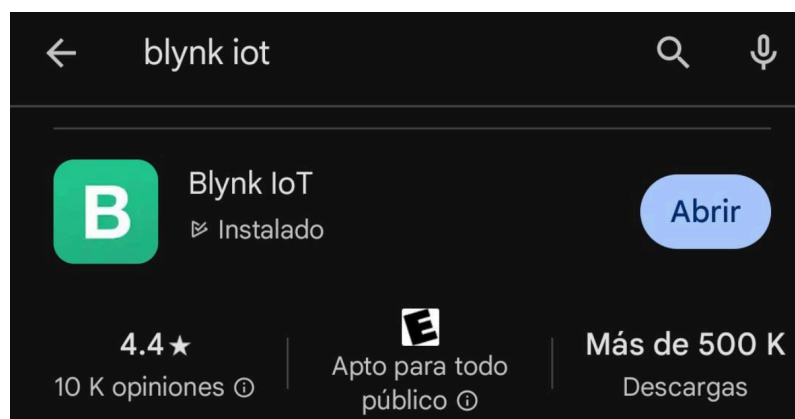 blynk iot
B
Blynk IoT
Instalado
Abrir
4.4★
10 K opiniones
E
Apto para todo
público
Más de 500 K
Descargas